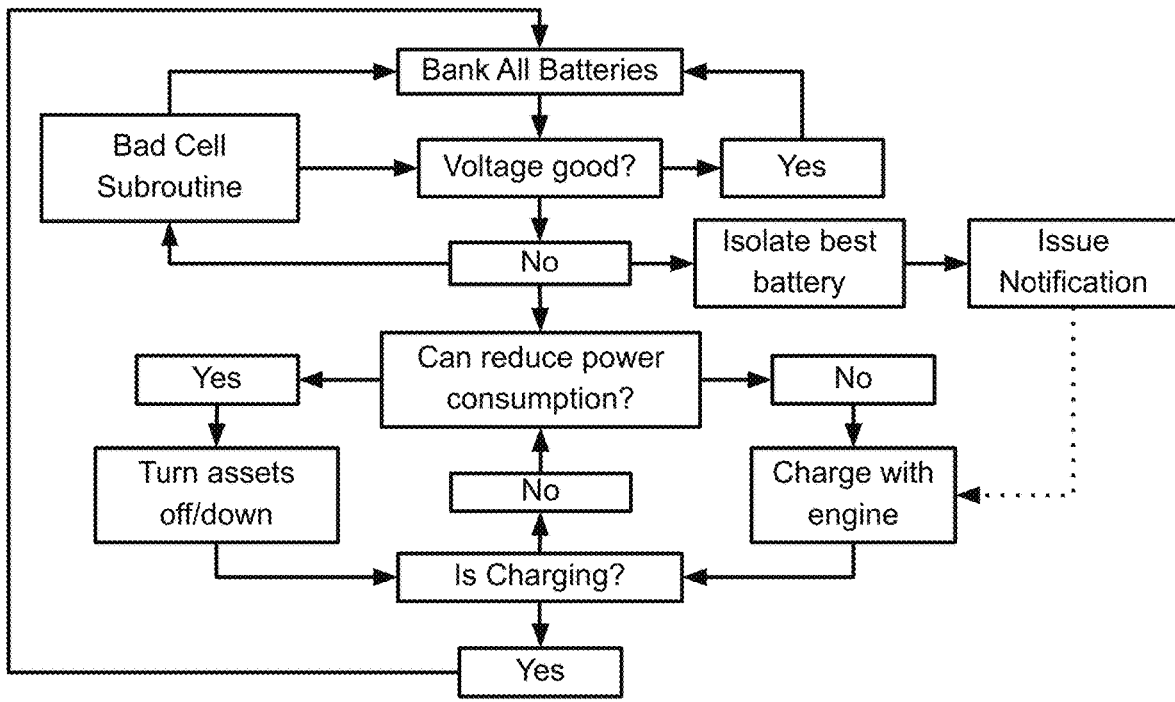 Bank All Batteries
Bad Cell
Subroutine
Voltage good?
Yes
No
Isolate best
battery
Issue
Notification
Can reduce power
consumption?
Yes
No
Turn assets
off/down
No
Charge with
engine
Is Charging?
Yes